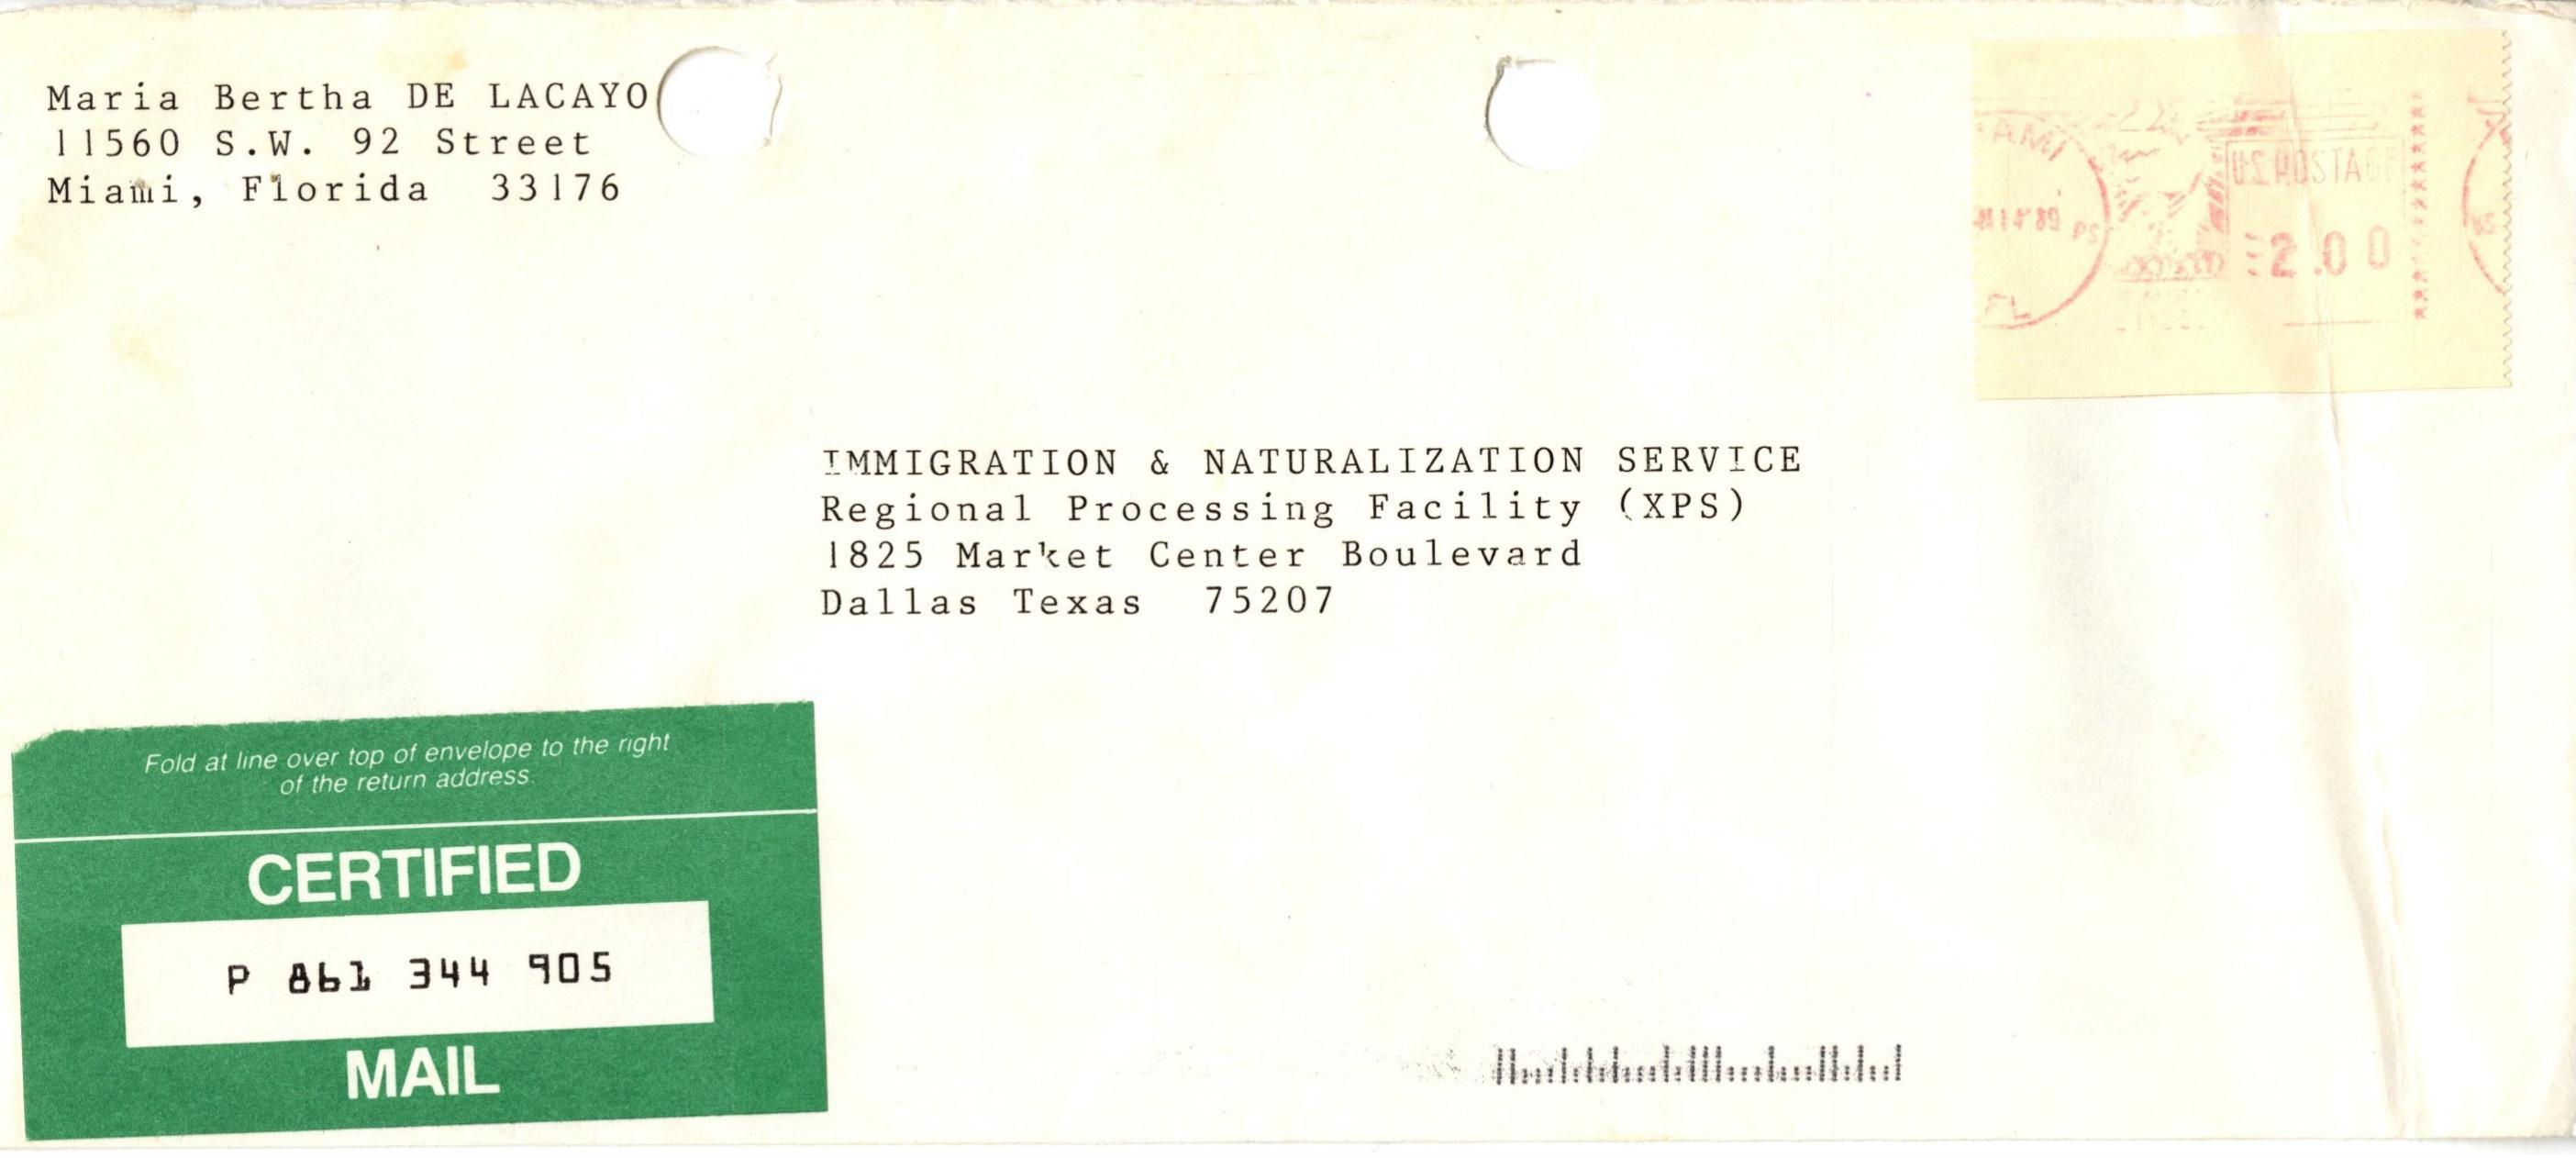 Maria Bertha DE LACAYO
11560 S.W. 92 Street
Miami, Florida 33176
AMI
14'89 PS
FL
U.S. POSTAGE
2.00
IMMIGRATION & NATURALIZATION SERVICE
Regional Processing Facility (XPS)
1825 Market Center Boulevard
Dallas Texas 75207
Fold at line over top of envelope to the right
of the return address.
CERTIFIED
P 861 344 905
MAIL